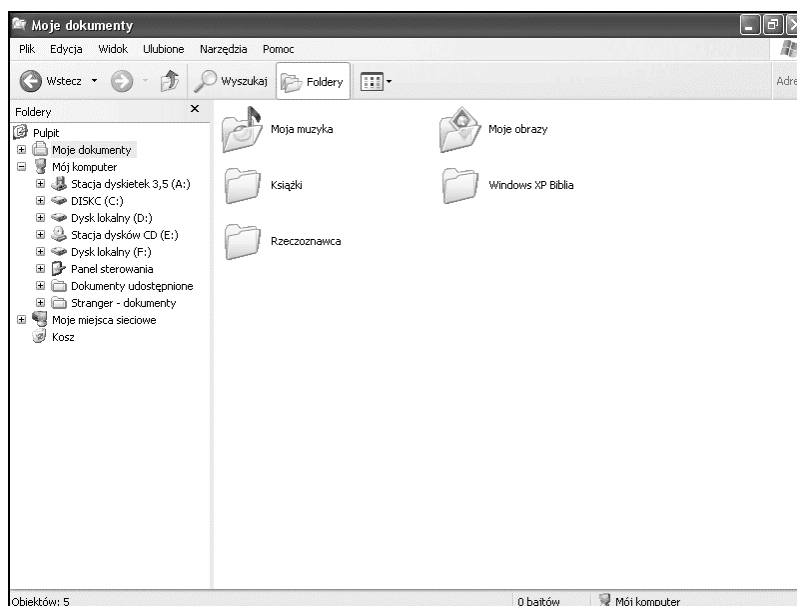 Moje dokumenty
Plik Edycja Widok Ulubione Narzędzia Pomoc
Wstecz Wyszukaj Foldery Adre
Foldery x
Pulpit
Moje dokumenty
Mój komputer
Stacja dyskietek 3,5 (A:)
DISKC (C:)
Dysk lokalny (D:)
Stacja dysków CD (E:)
Dysk lokalny (F:)
Panel sterowania
Dokumenty udostępnione
Stranger - dokumenty
Moje miejsca sieciowe
Kosz
Moja muzyka Moje obrazy
Książki Windows XP Biblia
Rzeczoznawca
Obiektów: 5 0 bajtów Mój komputer